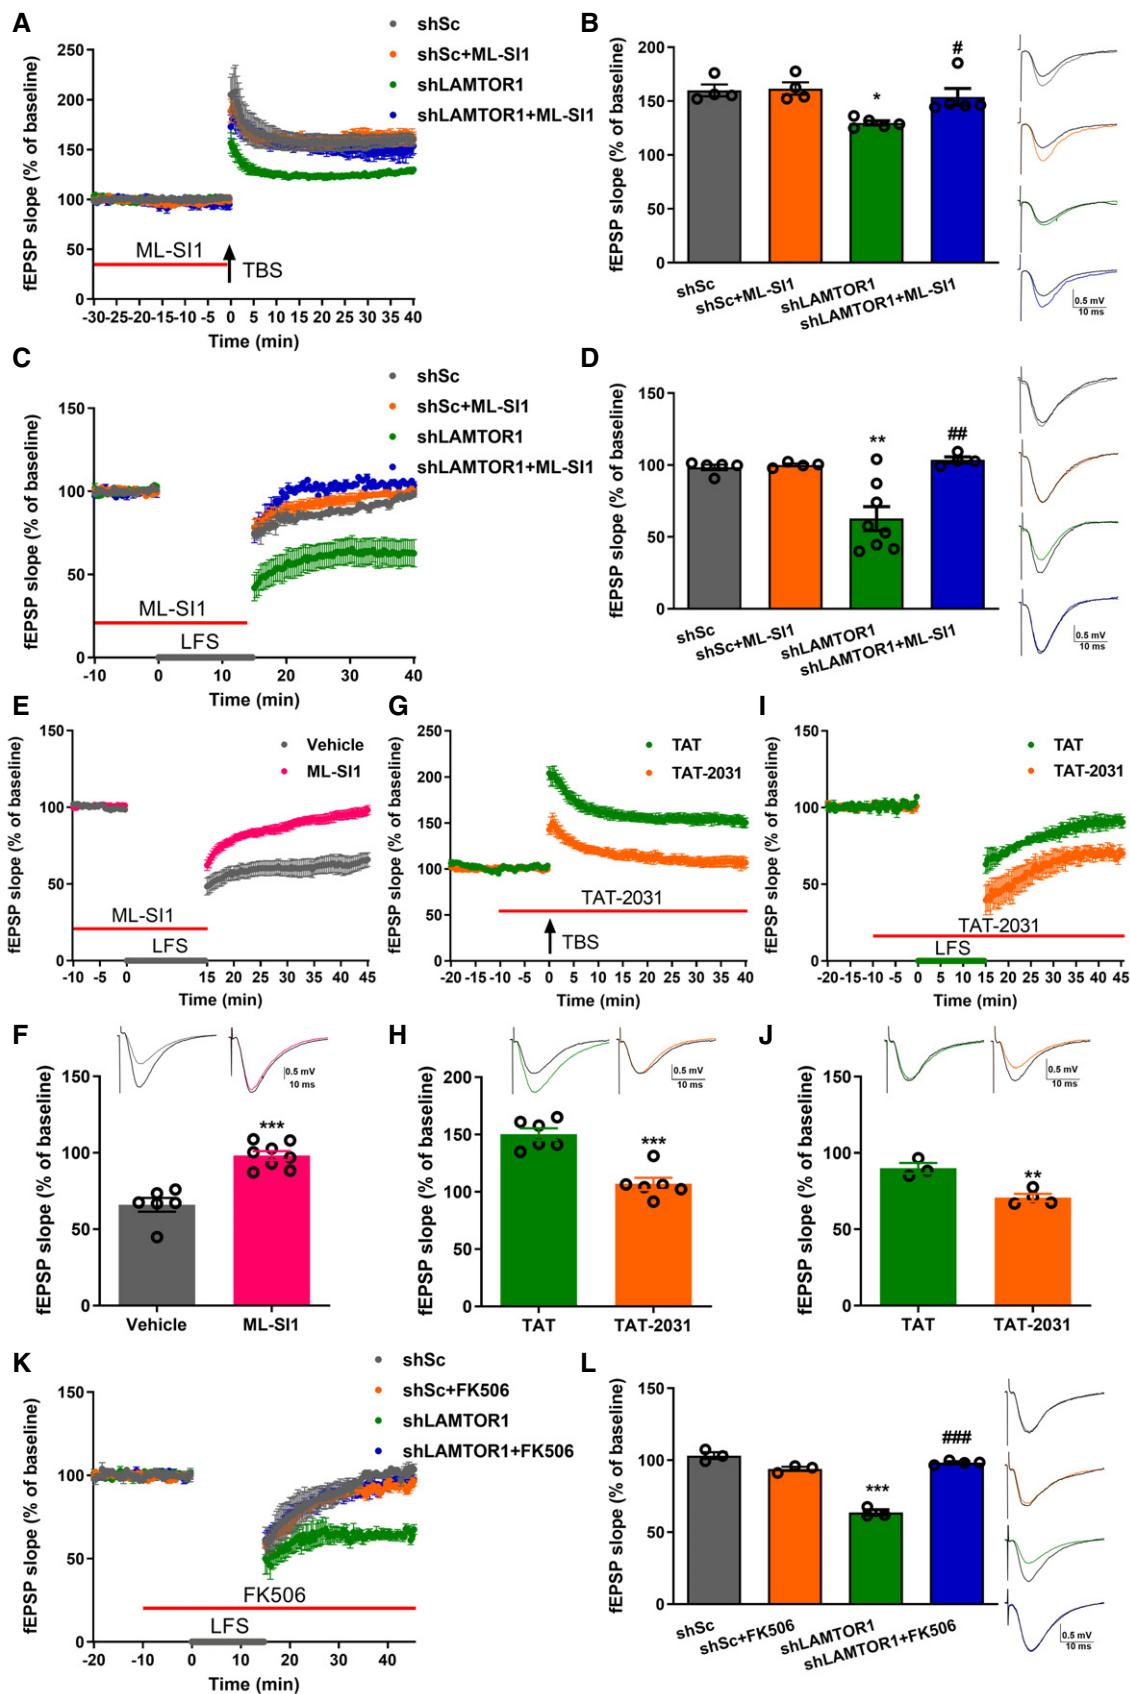 A
shSc
shSc+ML-SI1
shLAMTOR1
shLAMTOR1+ML-SI1
fEPSP slope (% of baseline)
250
200
150
100
50
0
ML-SI1
TBS
-30-25-20-15-10 -5 0 5 10 15 20 25 30 35 40
Time (min)
B
fEPSP slope (% of baseline)
200
150
100
50
0
*
#
shSc
shSc+ML-SI1
shLAMTOR1
shLAMTOR1+ML-SI1
0.5 mV
10 ms
C
shSc
shSc+ML-SI1
shLAMTOR1
shLAMTOR1+ML-SI1
fEPSP slope (% of baseline)
150
100
50
0
ML-SI1
LFS
-10 0 10 20 30 40
Time (min)
D
fEPSP slope (% of baseline)
150
100
50
0
**
##
shSc
shSc+ML-SI1
shLAMTOR1
shLAMTOR1+ML-SI1
0.5 mV
10 ms
E
Vehicle
ML-SI1
fEPSP slope (% of baseline)
150
100
50
0
ML-SI1
LFS
-10 -5 0 5 10 15 20 25 30 35 40 45
Time (min)
G
TAT
TAT-2031
fEPSP slope (% of baseline)
250
200
150
100
50
0
TAT-2031
TBS
-20 -15 -10 -5 0 5 10 15 20 25 30 35 40
Time (min)
I
TAT
TAT-2031
fEPSP slope (% of baseline)
150
100
50
0
TAT-2031
LFS
-20-15-10 -5 0 5 10 15 20 25 30 35 40 45
Time (min)
F
fEPSP slope (% of baseline)
150
100
50
0
0.5 mV
10 ms
***
Vehicle
ML-SI1
H
fEPSP slope (% of baseline)
200
150
100
50
0
0.5 mV
10 ms
***
TAT
TAT-2031
J
fEPSP slope (% of baseline)
150
100
50
0
0.5 mV
10 ms
**
TAT
TAT-2031
K
shSc
shSc+FK506
shLAMTOR1
shLAMTOR1+FK506
fEPSP slope (% of baseline)
150
100
50
0
FK506
LFS
-20 -10 0 10 20 30 40
Time (min)
L
fEPSP slope (% of baseline)
150
100
50
0
***
###
shSc
shSc+FK506
shLAMTOR1
shLAMTOR1+FK506
0.5 mV
10 ms